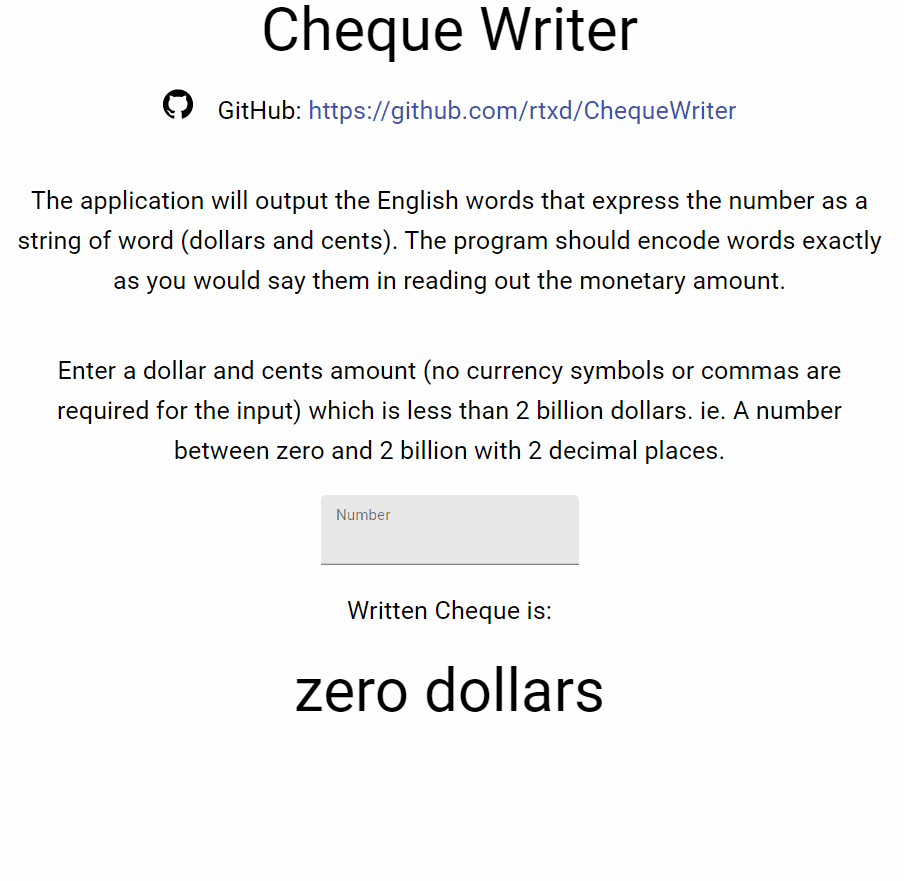 Cheque Writer
GitHub: https://github.com/rtxd/ChequeWriter
The application will output the English words that express the number as a
string of word (dollars and cents). The program should encode words exactly
as you would say them in reading out the monetary amount.
Enter a dollar and cents amount (no currency symbols or commas are
required for the input) which is less than 2 billion dollars. ie. A number
between zero and 2 billion with 2 decimal places.
Number
Written Cheque is:
zero dollars